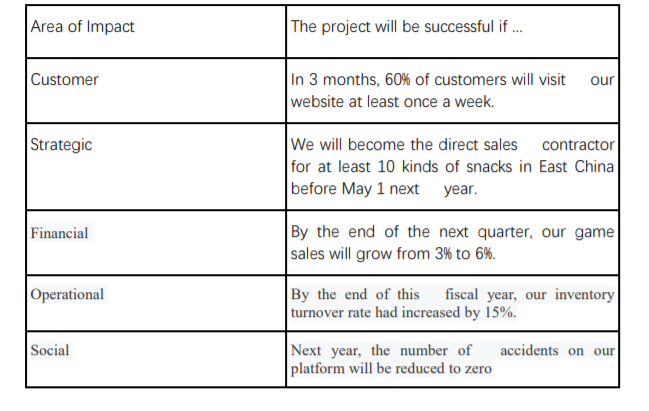 Area of Impact
The project will be successful if ...
Customer
In 3 months, 60% of customers will visit our
website at least once a week.
Strategic
We will become the direct sales contractor
for at least 10 kinds of snacks in East China
before May 1 next year.
Financial
By the end of the next quarter, our game
sales will grow from 3% to 6%.
Operational
By the end of this fiscal year, our inventory
turnover rate had increased by 15%.
Social
Next year, the number of accidents on our
platform will be reduced to zero